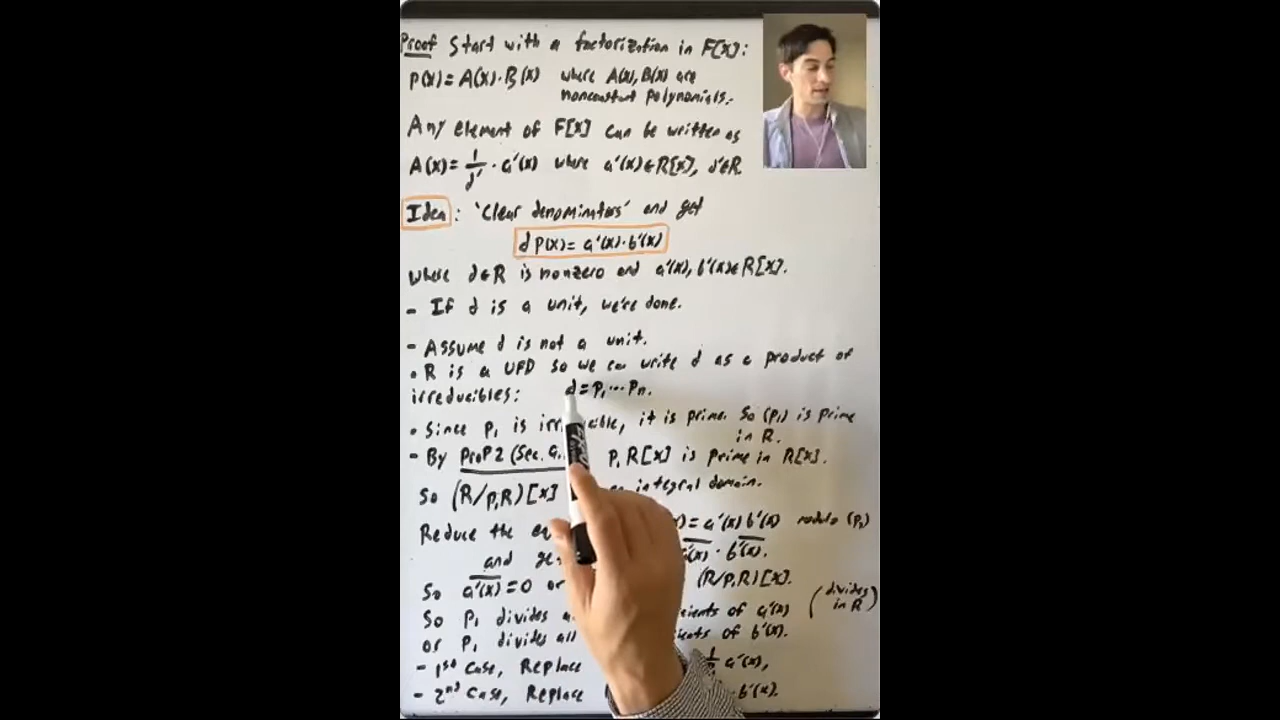 Proof Start with a factorization in F[x]:
P(x) = A(x)·B(x) where A(x), B(x) are
nonconstant polynomials.
Any element of F[x] can be written as
A(x) = 1/d' · a'(x) where a'(x) ∈ R[x], d' ∈ R
Idea: 'Clear denominators' and get
d P(x) = a'(x)·b'(x)
where d ∈ R is nonzero and a'(x), b'(x) ∈ R[x].
- If d is a unit, we're done.
- Assume d is not a unit.
• R is a UFD so we can write d as a product of
irreducibles: d = P₁ ... Pn.
• Since P₁ is irr cible, it is prime. So (P₁) is prime
in R.
- By Prop 2 (Sec. 9. P₁ R[x] is prime in R[x].
So (R/P₁R)[x] an integral domain.
Reduce the ) = a'(x) b'(x) modulo (P₁)
and a'(x) · b'(x).
So a'(x) = 0 or (R/P₁R)[x].
So P₁ divides cients of a'(x) (divides in R)
or P₁ divides all cients of b'(x).
- 1st Case, Replace a'(x),
- 2nd Case, Replace · b'(x).